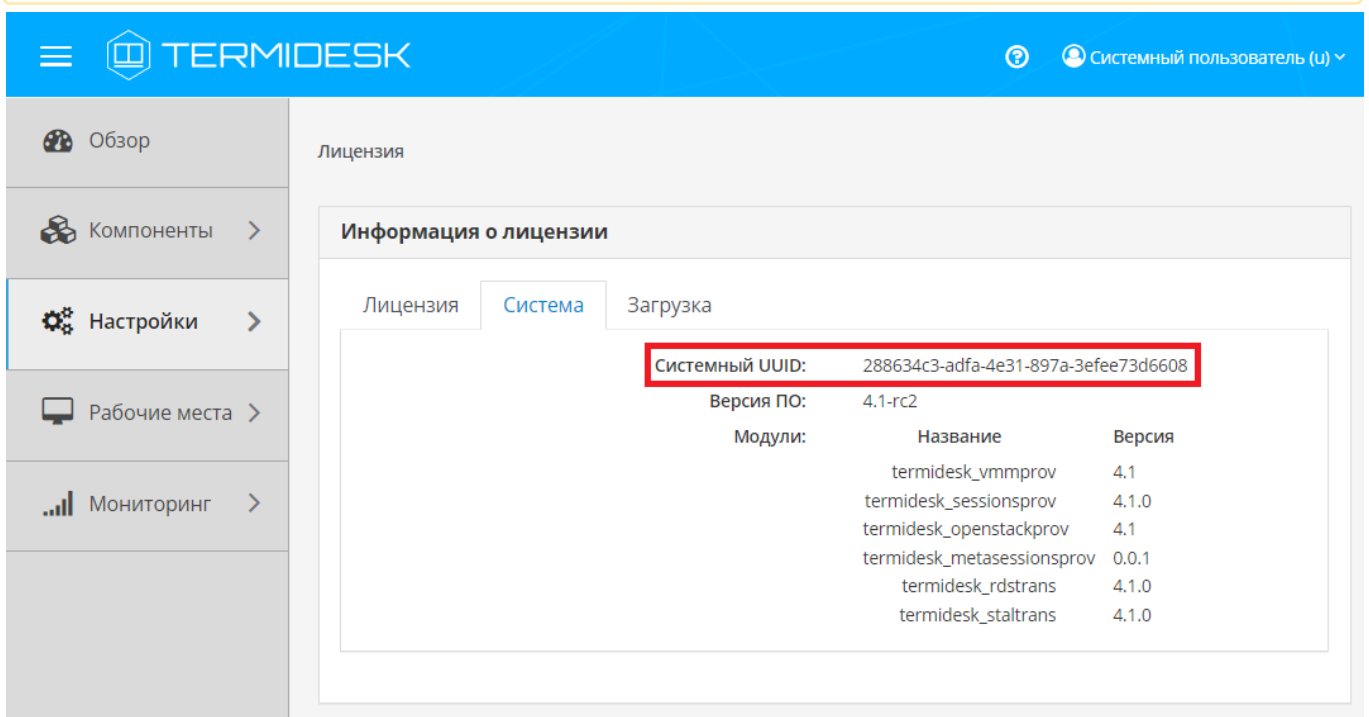 TERMIDESK
Системный пользователь (u)
Обзор
Компоненты
Настройки
Рабочие места
Мониторинг
Лицензия
Информация о лицензии
Лицензия Система Загрузка
Системный UUID: 288634c3-adfa-4e31-897a-3efee73d6608
Версия ПО: 4.1-rc2
Модули: Название Версия
termidesk_vmmprov 4.1
termidesk_sessionsprov 4.1.0
termidesk_openstackprov 4.1
termidesk_metasessionsprov 0.0.1
termidesk_rdstrans 4.1.0
termidesk_staltrans 4.1.0